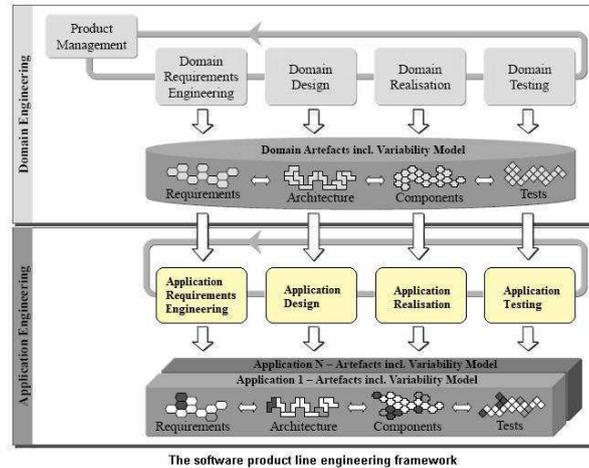 Product
Management
Domain Engineering
Domain
Requirements
Engineering
Domain
Design
Domain
Realisation
Domain
Testing
Domain Artefacts incl. Variability Model
Requirements
Architecture
Components
Tests
Application Engineering
Application
Requirements
Engineering
Application
Design
Application
Realisation
Application
Testing
Application N – Artefacts incl. Variability Model
Application 1 – Artefacts incl. Variability Model
Requirements
Architecture
Components
Tests
The software product line engineering framework